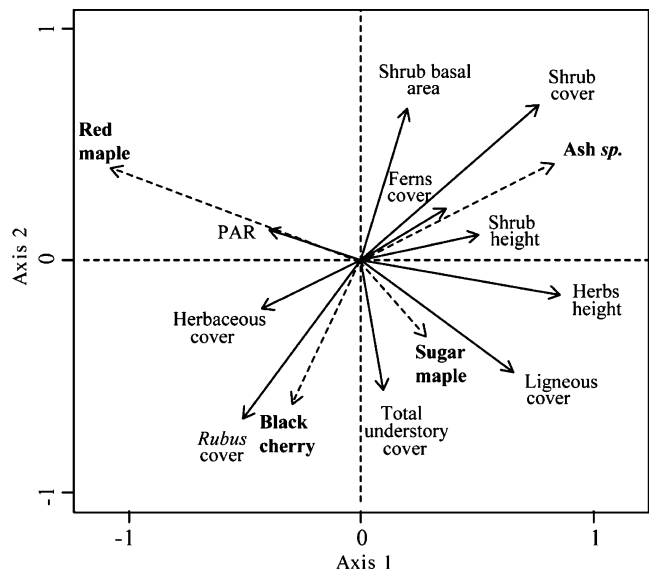 1
Shrub basal
area
Shrub
cover
Red
maple
Ash sp.
Ferns
cover
PAR
Shrub
height
Axis 2
0
Herbs
height
Herbaceous
cover
Sugar
maple
Ligneous
cover
Rubus
cover
Black
cherry
Total
understory
cover
-1
-1
0
1
Axis 1